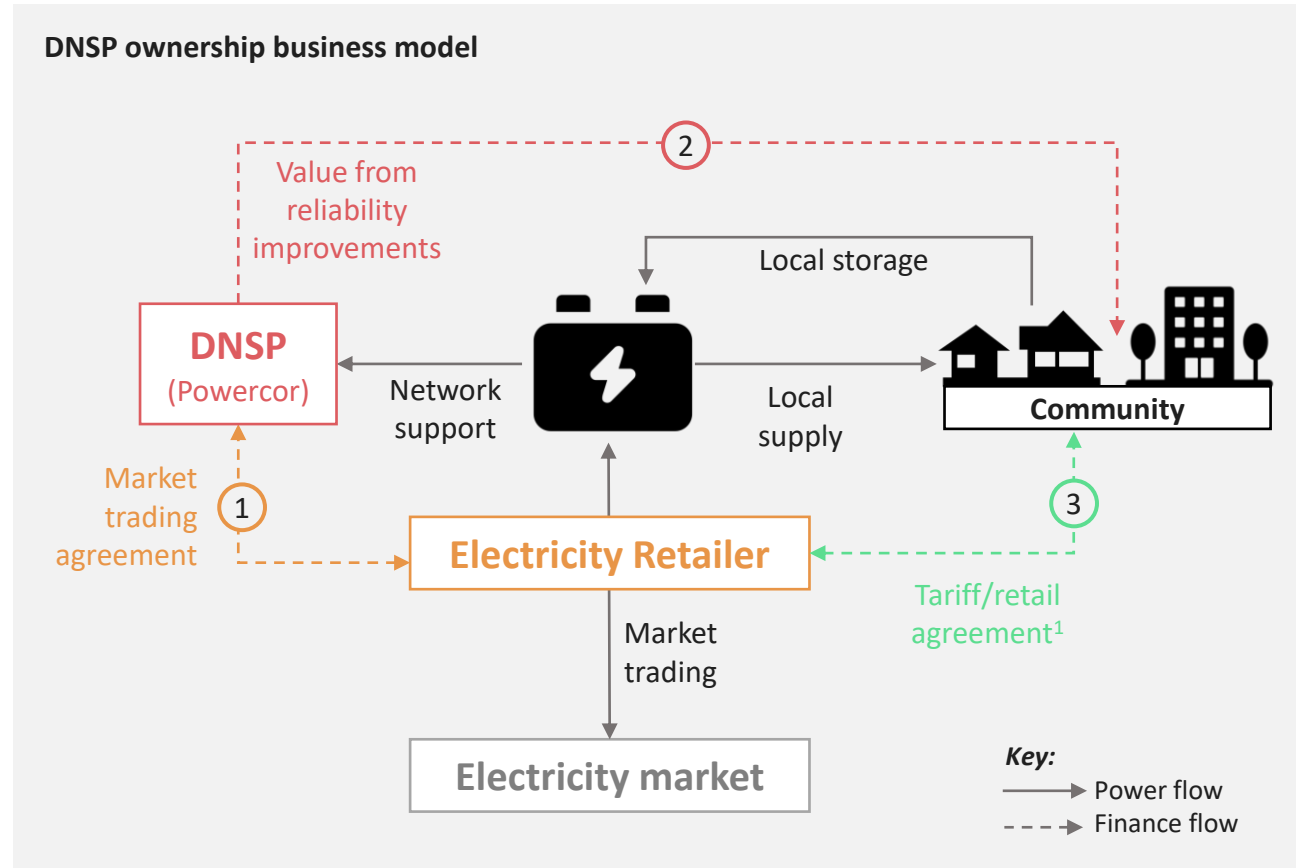 DNSP ownership business model
2
Value from
reliability
improvements
Local storage
DNSP
(Powercor)
Network
support
Local
supply
Community
Market
trading
agreement
1
3
Electricity Retailer
Tariff/retail
agreement¹
Market
trading
Electricity market
Key:
Power flow
Finance flow